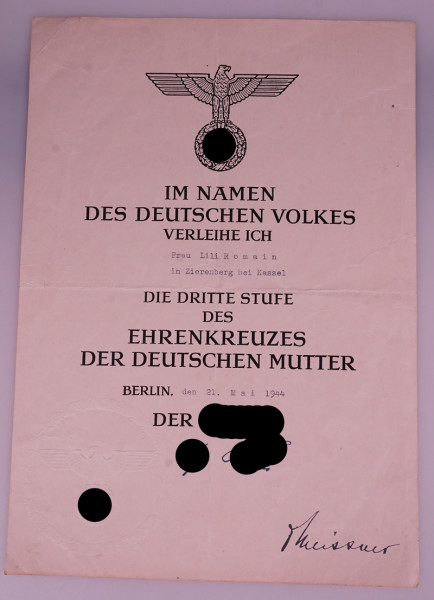 IM NAMEN
DES DEUTSCHEN VOLKES
VERLEIHE ICH
Frau Lili Romain
in Zierenberg bei Kassel
DIE DRITTE STUFE
DES
EHRENKREUZES
DER DEUTSCHEN MUTTER
BERLIN, den 21. Mai 1944
DER
Meissner